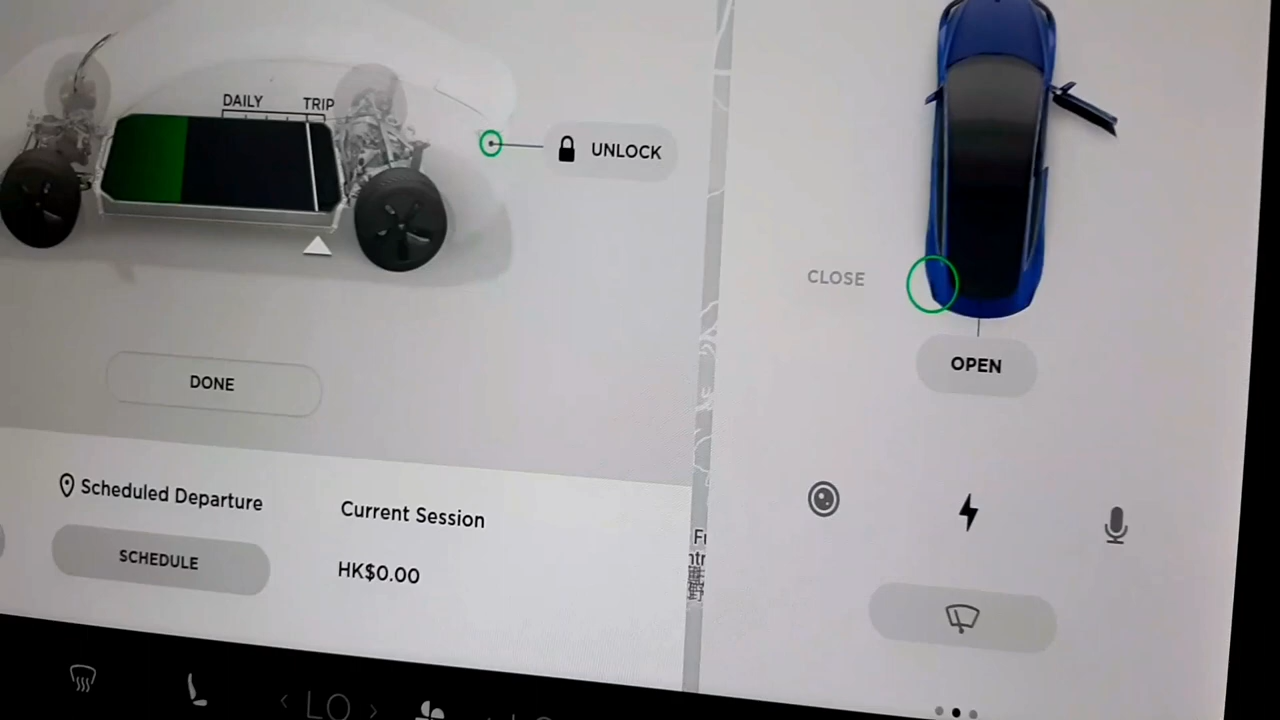 DAILY TRIP
UNLOCK
CLOSE
OPEN
DONE
Scheduled Departure
SCHEDULE
Current Session
HK$0.00
LO